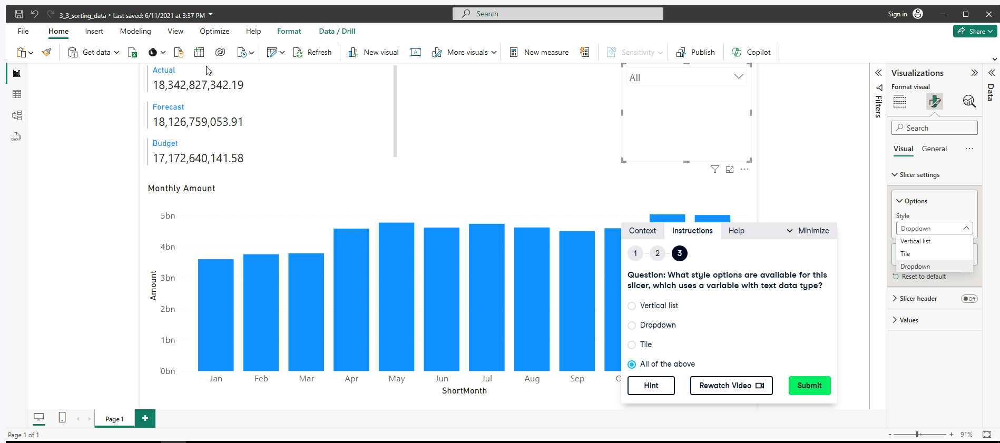 3_3_sorting_data • Last saved: 6/11/2021 at 3:37 PM
Search
Sign in
File Home Insert Modeling View Optimize Help Format Data / Drill
Share
Get data
Refresh
New visual
More visuals
New measure
Sensitivity
Publish
Copilot
Actual
18,342,827,342.19
Forecast
18,126,759,053.91
Budget
17,172,640,141.58
All
Monthly Amount
5bn
4bn
3bn
2bn
1bn
0bn
Amount
Jan Feb Mar Apr May Jun Jul Aug Sep O
ShortMonth
Context Instructions Help Minimize
1 2 3
Question: What style options are available for this
slicer, which uses a variable with text data type?
Vertical list
Dropdown
Tile
All of the above
Hint Rewatch Video Submit
Filters
Visualizations
Format visual
Search
Visual General
Slicer settings
Options
Style
Dropdown
Vertical list
Tile
Dropdown
Reset to default
Slicer header Off
Values
Data
DAX
Page 1
+
Page 1 of 1
- + 91%